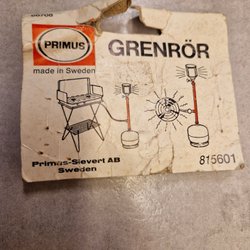 PRIMUS
GRENRÖR
made in Sweden
Primus-Sievert AB
Sweden
815601